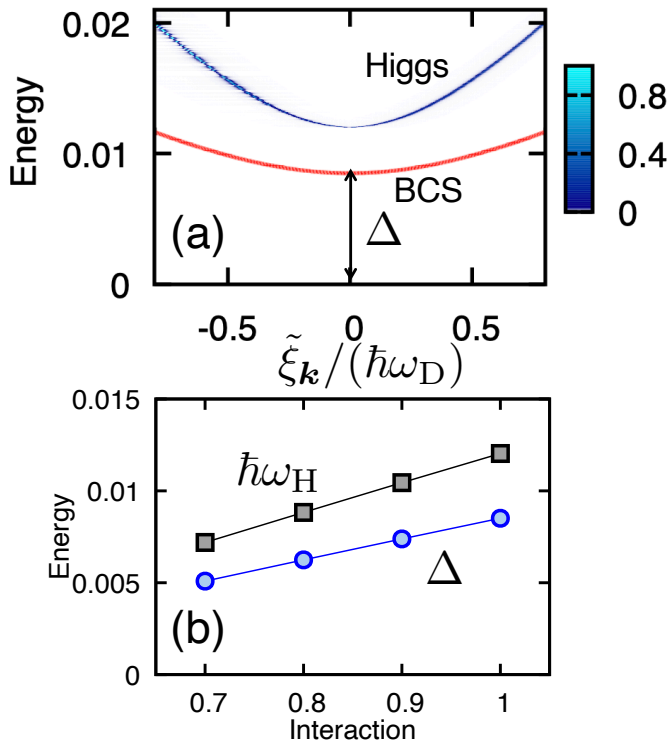 0.02
Higgs
0.8
Energy
0.01
0.4
BCS
(a)
Δ
0
0
-0.5 0 0.5
ξ̃ₖ/(ħω_D)
0.015
ħω_H
0.01
Energy
0.005
Δ
(b)
0
0.7 0.8 0.9 1
Interaction